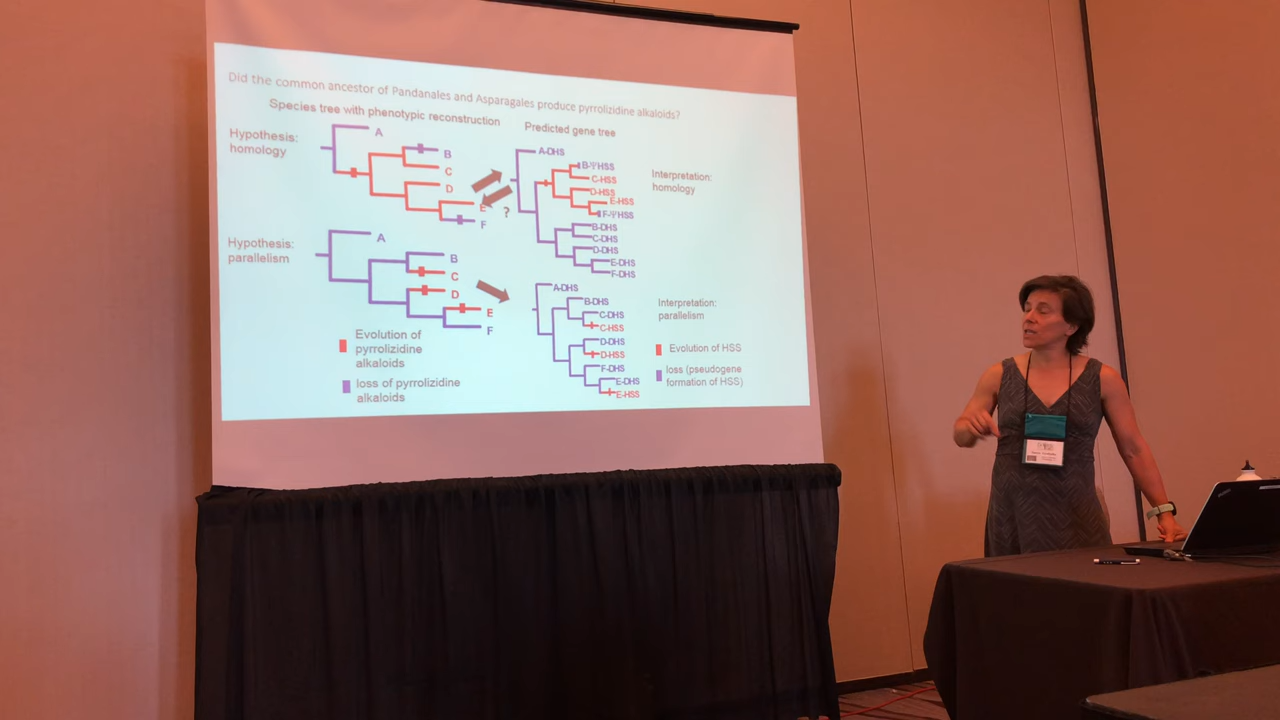 Did the common ancestor of Pandanales and Asparagales produce pyrrolizidine alkaloids?
Species tree with phenotypic reconstruction
Predicted gene tree
Hypothesis:
homology
A
B
C
D
E
F
?
A-DHS
B-ΨHSS
C-HSS
D-HSS
E-HSS
F-ΨHSS
B-DHS
C-DHS
D-DHS
E-DHS
F-DHS
Interpretation:
homology
Hypothesis:
parallelism
A
B
C
D
E
F
A-DHS
B-DHS
C-DHS
C-HSS
D-DHS
D-HSS
F-DHS
E-DHS
E-HSS
Interpretation:
parallelism
Evolution of
pyrrolizidine
alkaloids
loss of pyrrolizidine
alkaloids
Evolution of HSS
loss (pseudogene
formation of HSS)